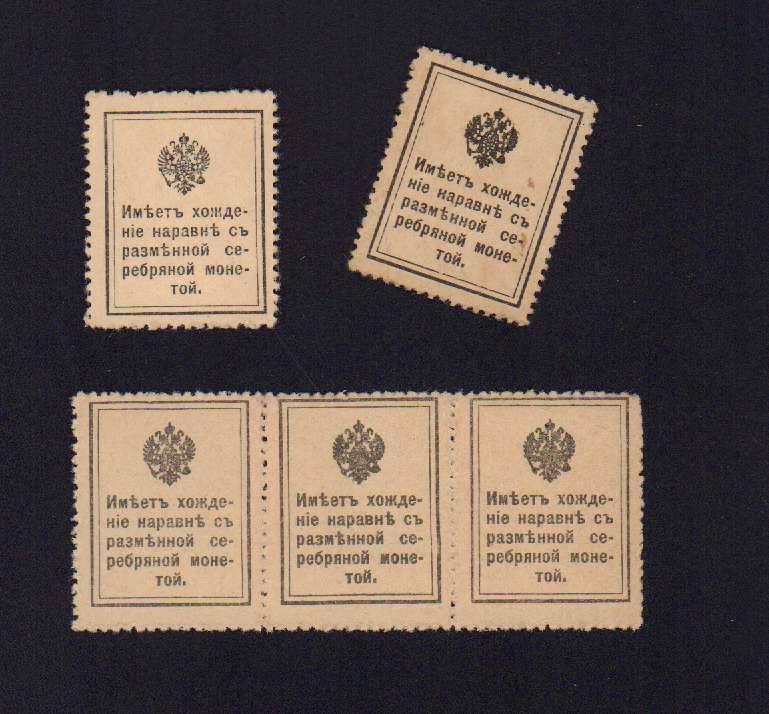 Имѣетъ хожде-
ніе наравнѣ съ
размѣнной се-
ребряной моне-
той.
Имѣетъ хожде-
ніе наравнѣ съ
размѣнной се-
ребряной моне-
той.
Имѣетъ хожде-
ніе наравнѣ съ
размѣнной се-
ребряной моне-
той.
Имѣетъ хожде-
ніе наравнѣ съ
размѣнной се-
ребряной моне-
той.
Имѣетъ хожде-
ніе наравнѣ съ
размѣнной се-
ребряной моне-
той.